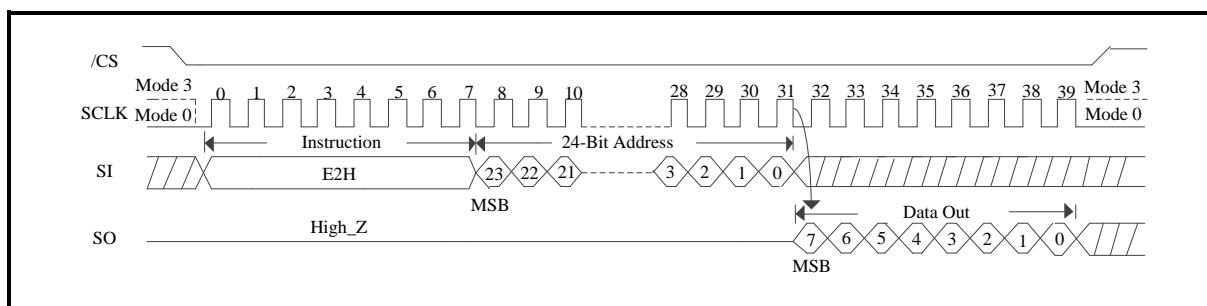 /CS
Mode 3 0 1 2 3 4 5 6 7 8 9 10 28 29 30 31 32 33 34 35 36 37 38 39 Mode 3
SCLK Mode 0 Mode 0
Instruction 24-Bit Address
SI E2H 23 22 21 3 2 1 0
MSB Data Out
High_Z
SO 7 6 5 4 3 2 1 0
MSB